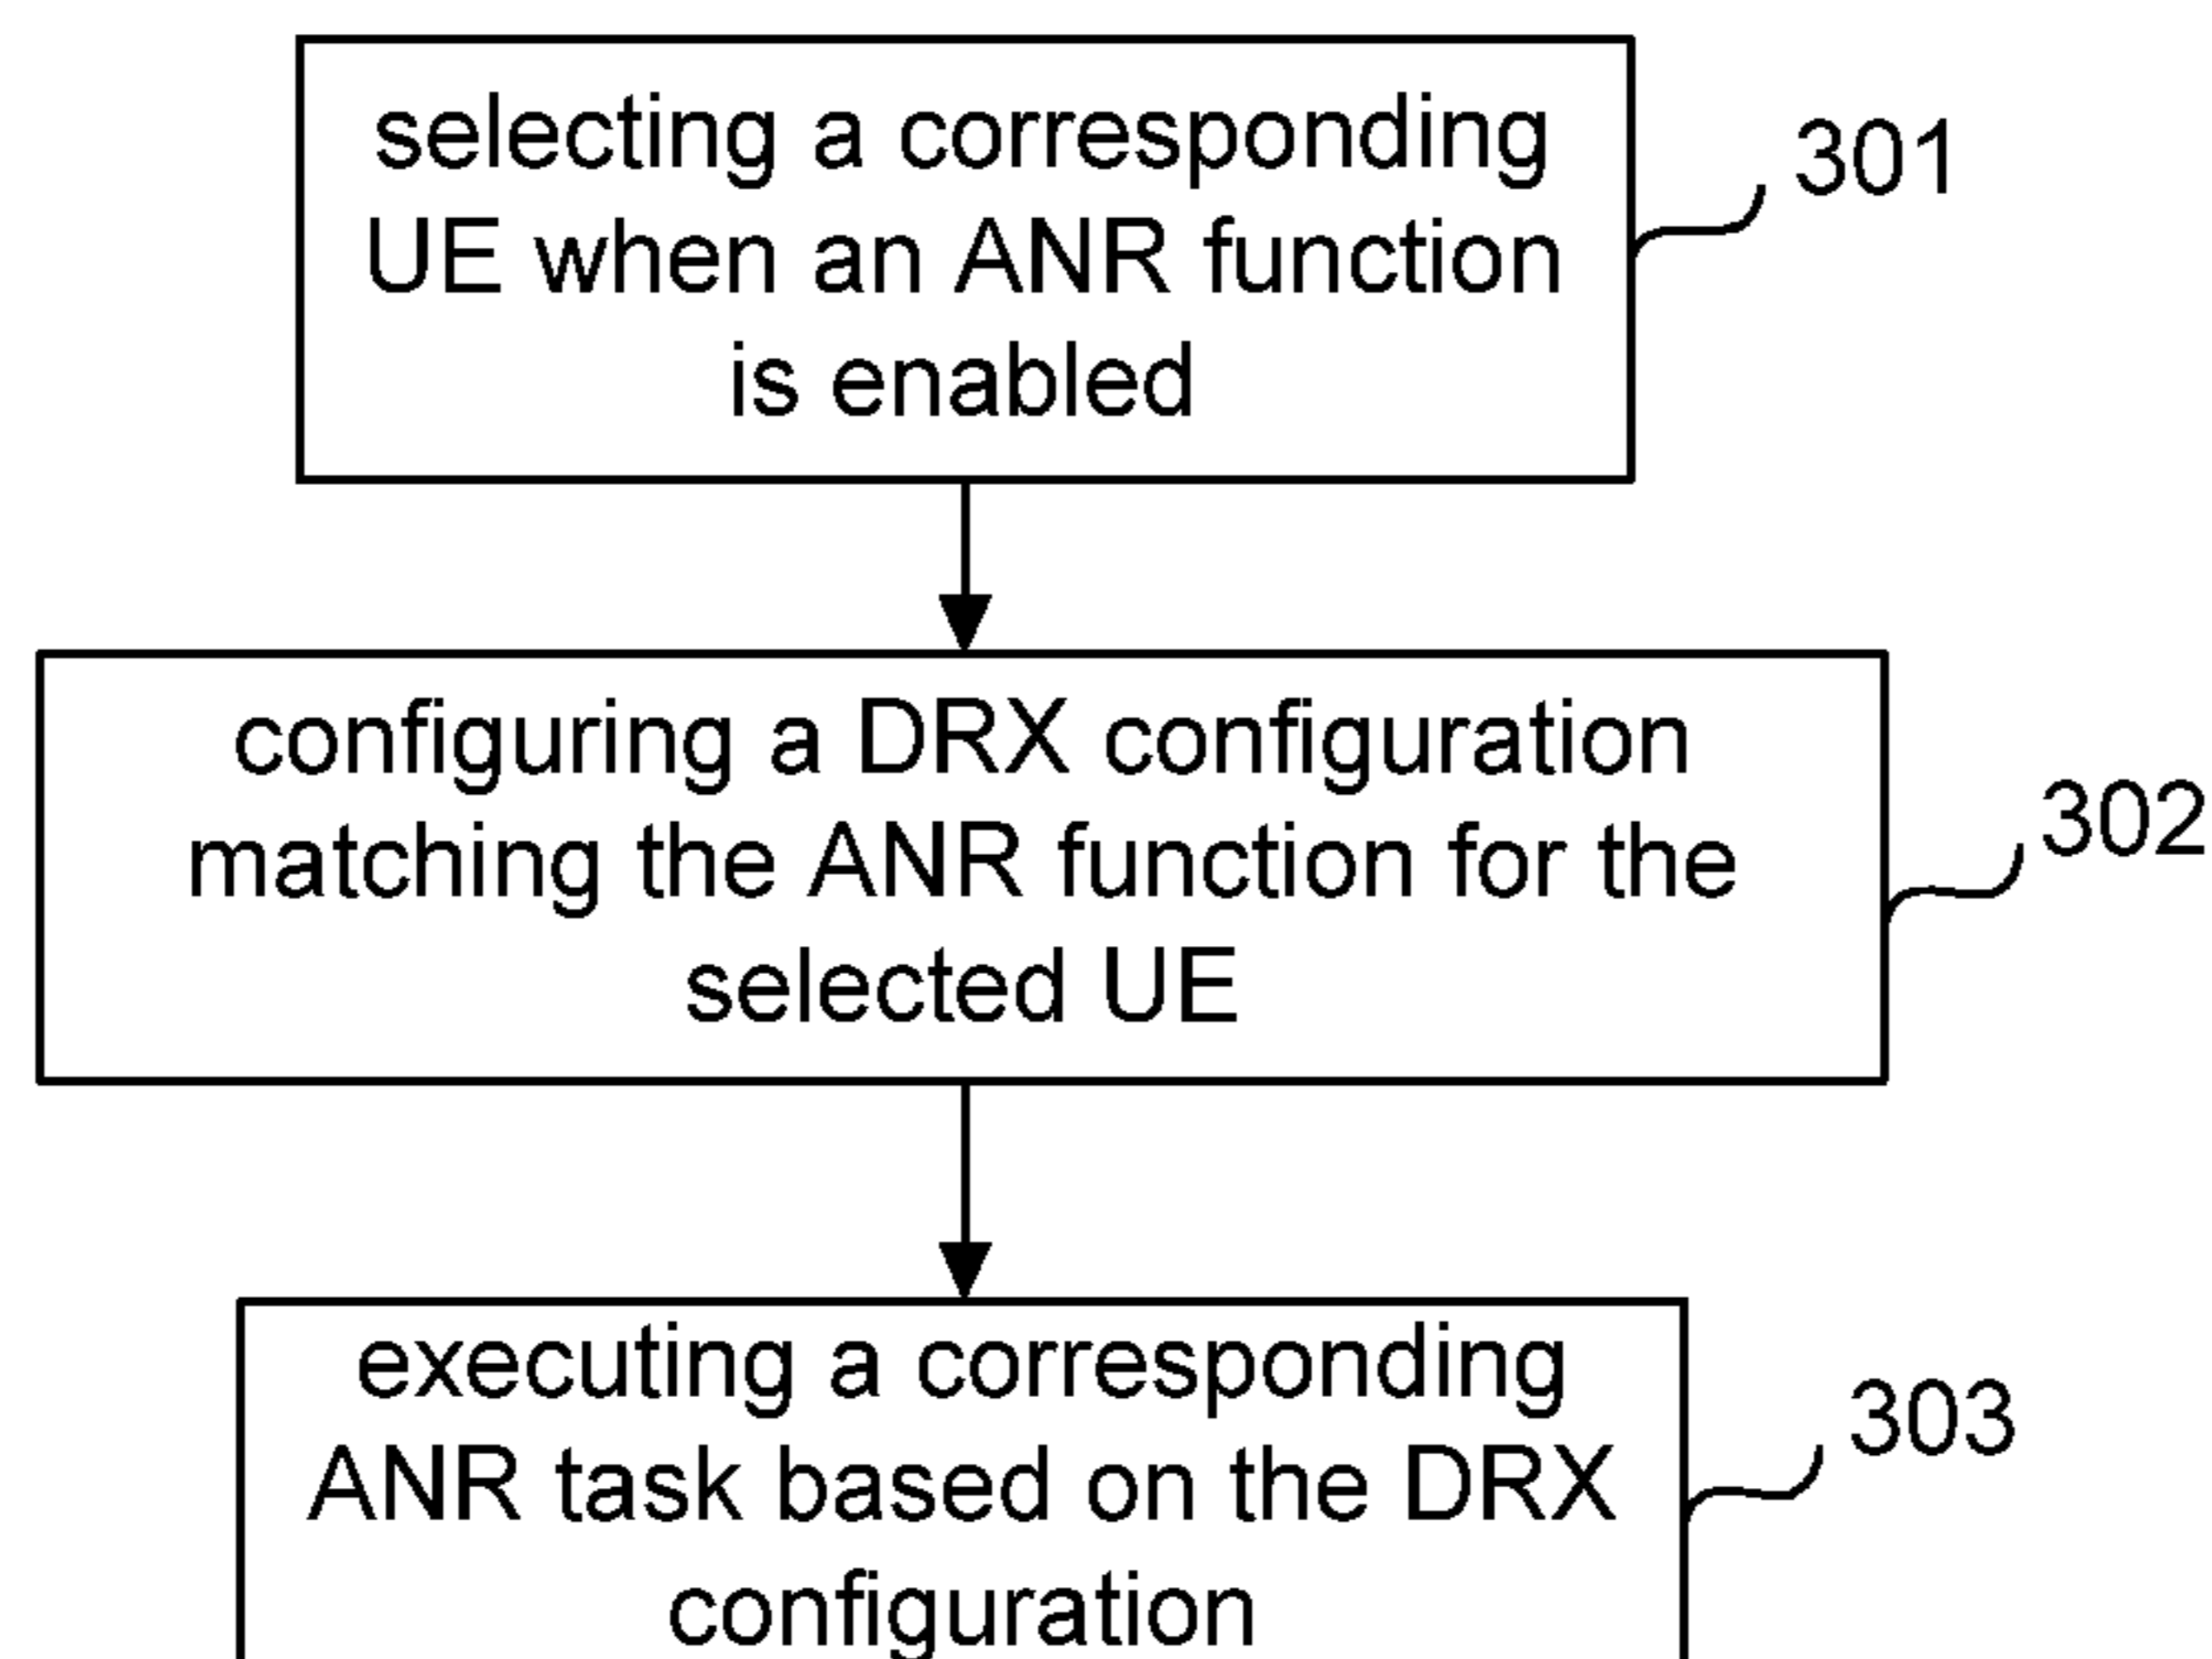 selecting a corresponding
UE when an ANR function
is enabled
301
configuring a DRX configuration
matching the ANR function for the
selected UE
302
executing a corresponding
ANR task based on the DRX
configuration
303